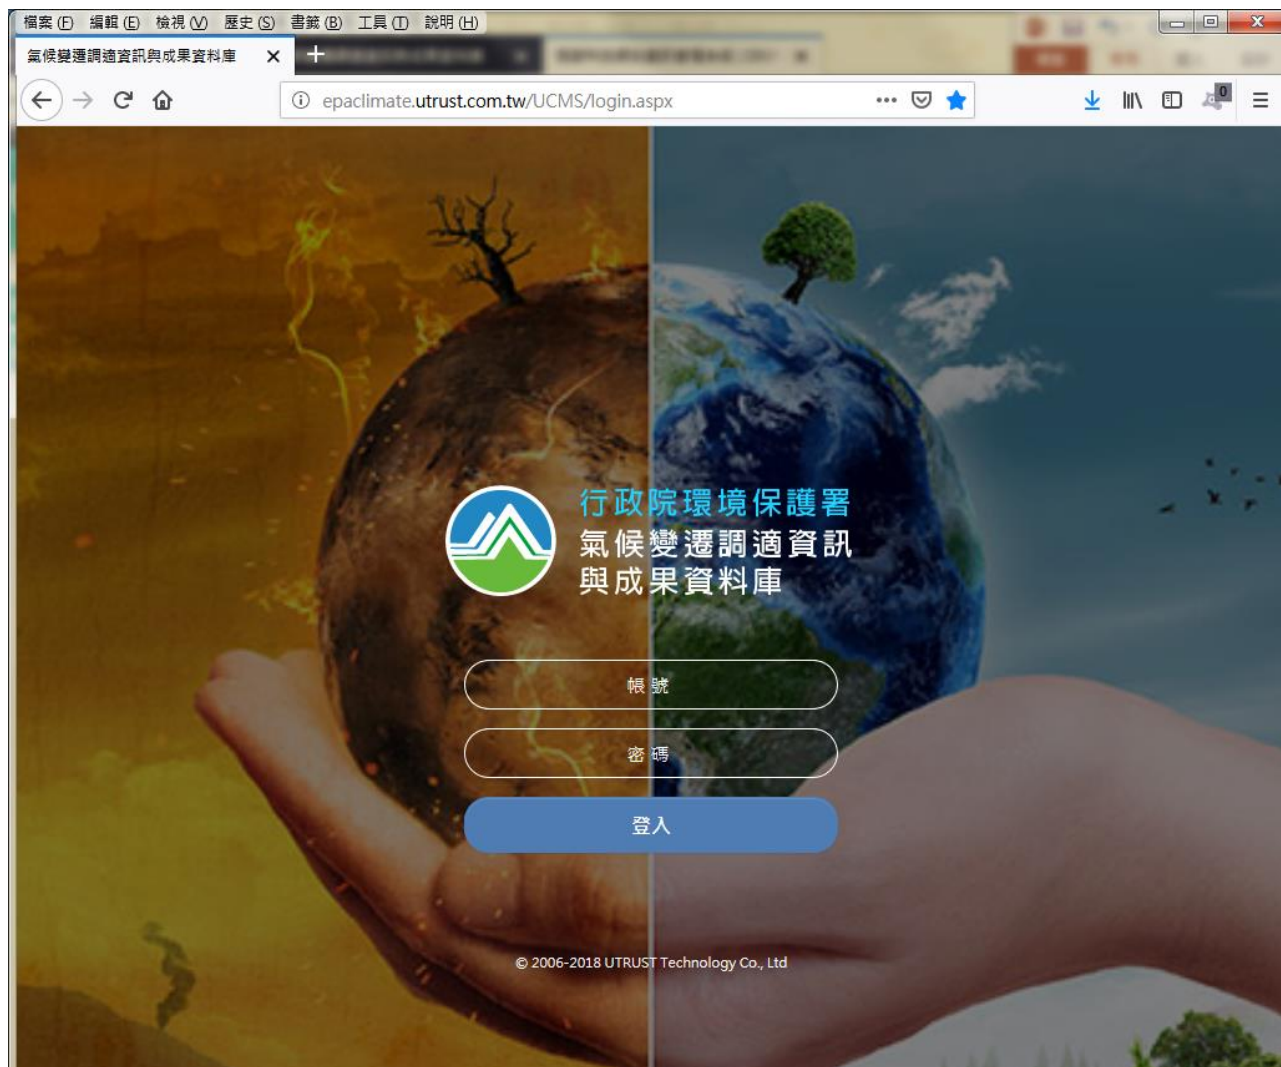 檔案(F) 編輯(E) 檢視(V) 歷史(S) 書籤(B) 工具(T) 說明(H)
氣候變遷調適資訊與成果資料庫
epaclimate.utrust.com.tw/UCMS/login.aspx
0
行政院環境保護署
氣候變遷調適資訊
與成果資料庫
帳號
密碼
登入
© 2006-2018 UTRUST Technology Co., Ltd